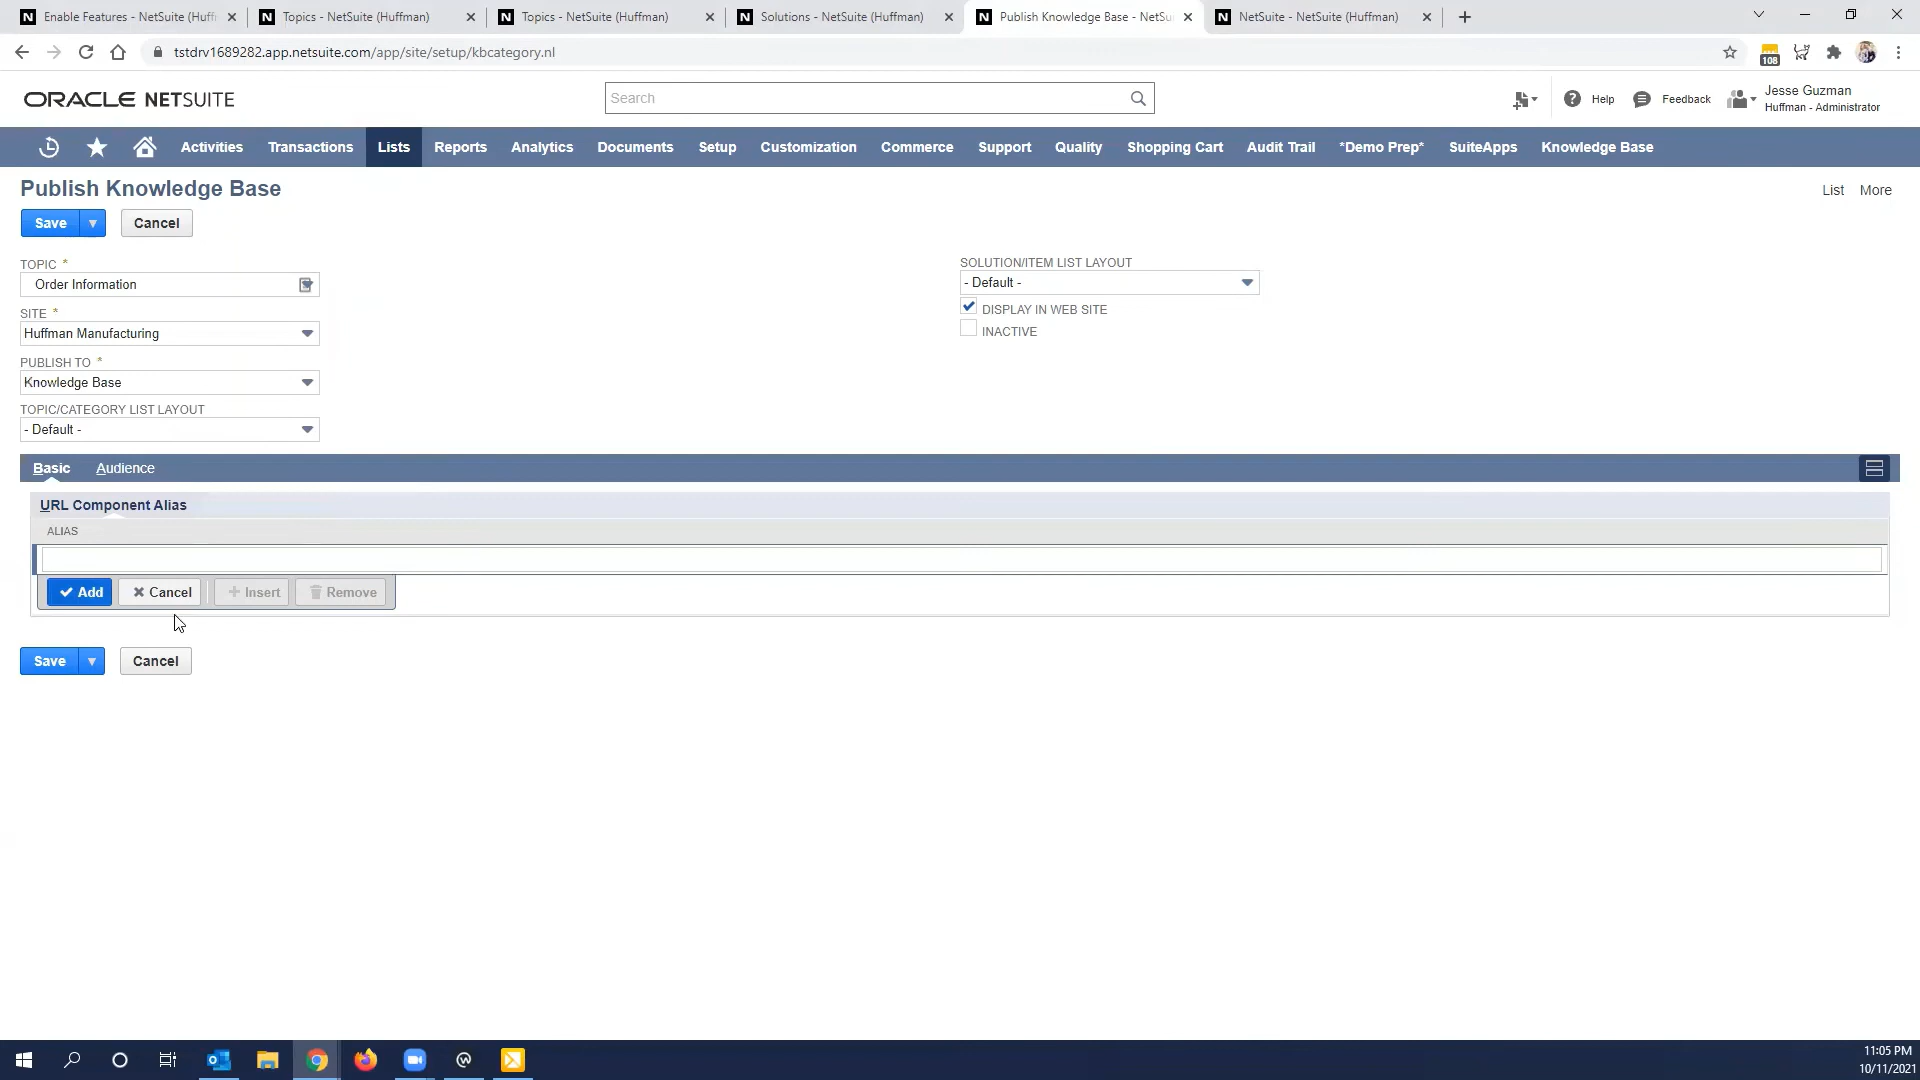 Enable Features - NetSuite (Huff
Topics - NetSuite (Huffman)
Topics - NetSuite (Huffman)
Solutions - NetSuite (Huffman)
Publish Knowledge Base - NetSu
NetSuite - NetSuite (Huffman)
tstdrv1689282.app.netsuite.com/app/site/setup/kbcategory.nl
108
ORACLE NETSUITE
Search
Help
Feedback
Jesse Guzman
Huffman - Administrator
Activities Transactions Lists Reports Analytics Documents Setup Customization Commerce Support Quality Shopping Cart Audit Trail *Demo Prep* SuiteApps Knowledge Base
Publish Knowledge Base
List More
Save Cancel
TOPIC *
Order Information
SITE *
Huffman Manufacturing
PUBLISH TO *
Knowledge Base
TOPIC/CATEGORY LIST LAYOUT
- Default -
SOLUTION/ITEM LIST LAYOUT
- Default -
DISPLAY IN WEB SITE
INACTIVE
Basic Audience
URL Component Alias
ALIAS
Add Cancel Insert Remove
Save Cancel
11:05 PM
10/11/2021